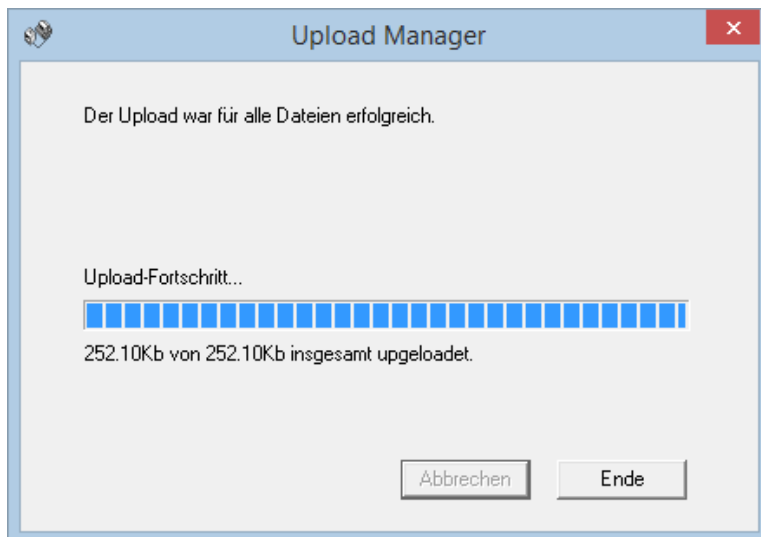 Upload Manager
Der Upload war für alle Dateien erfolgreich.
Upload-Fortschritt...
252.10Kb von 252.10Kb insgesamt upgeloadet.
Abbrechen
Ende